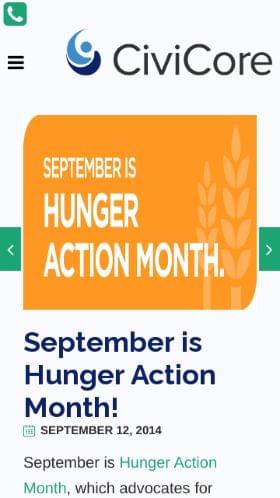 CiviCore
SEPTEMBER IS
HUNGER
ACTION MONTH.
September is
Hunger Action
Month!
SEPTEMBER 12, 2014
September is Hunger Action
Month, which advocates for